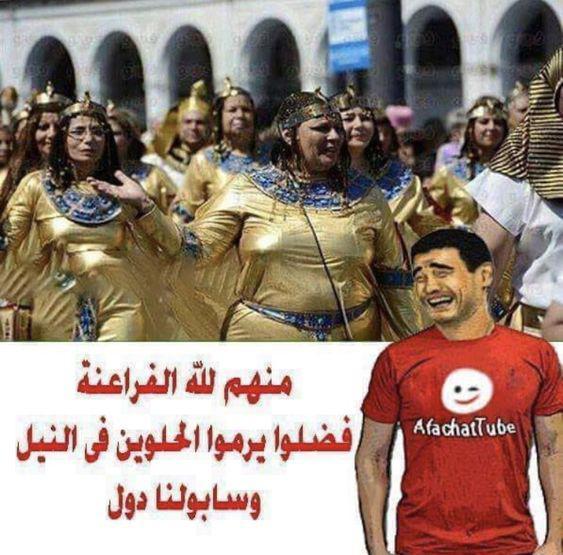 منهم لله الفراعنة
فضلوا يرموا الحلوين فى النيل
وسابولنا دول
AfachatTube